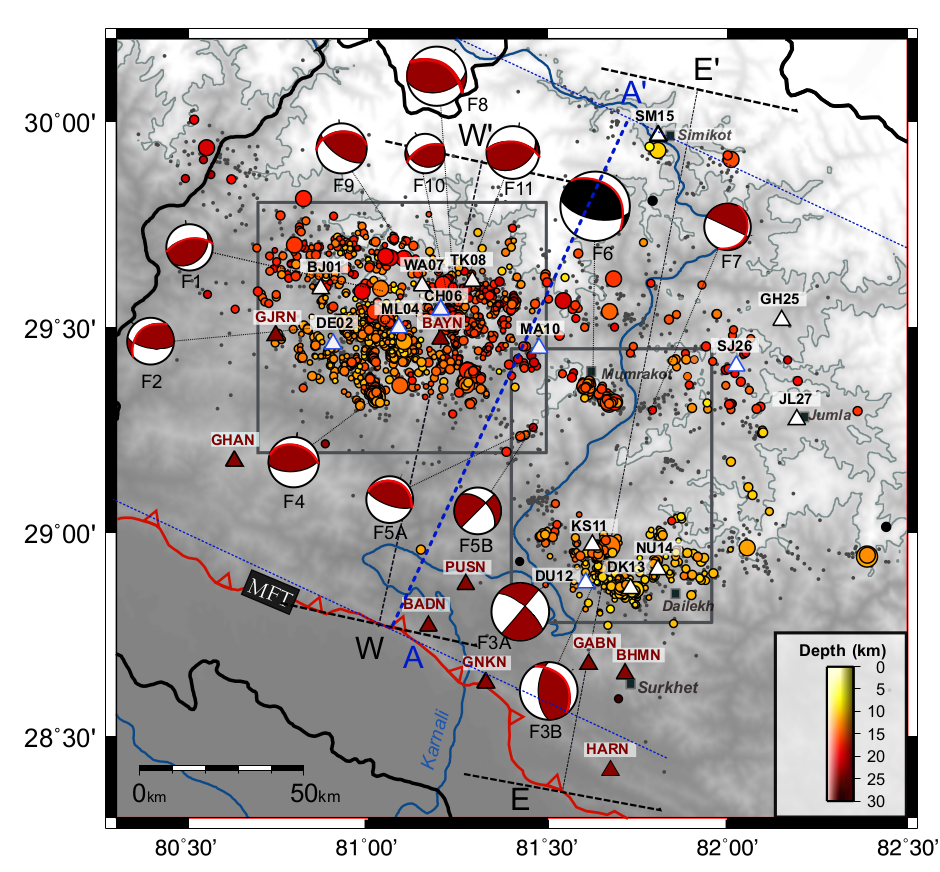 E'
A'
SM15
Simikot
30°00'
F8
W'
F9
F10
F11
F6
F7
F1
BJ01
WA07
TK08
GH25
CH06
GJRN
DE02
ML04
BAYN
29°30'
MA10
SJ26
F2
Mumrakot
JL27
Jumla
GHAN
F4
F5A
F5B
29°00'
KS11
NU14
PUSN
DU12
DK13
MFT
Dailekh
BADN
W
A
F3A
GABN
BHMN
GNKN
Surkhet
Depth (km)
0
5
10
15
20
25
30
F3B
28°30'
Karnali
HARN
0km
50km
E
80°30'
81°00'
81°30'
82°00'
82°30'